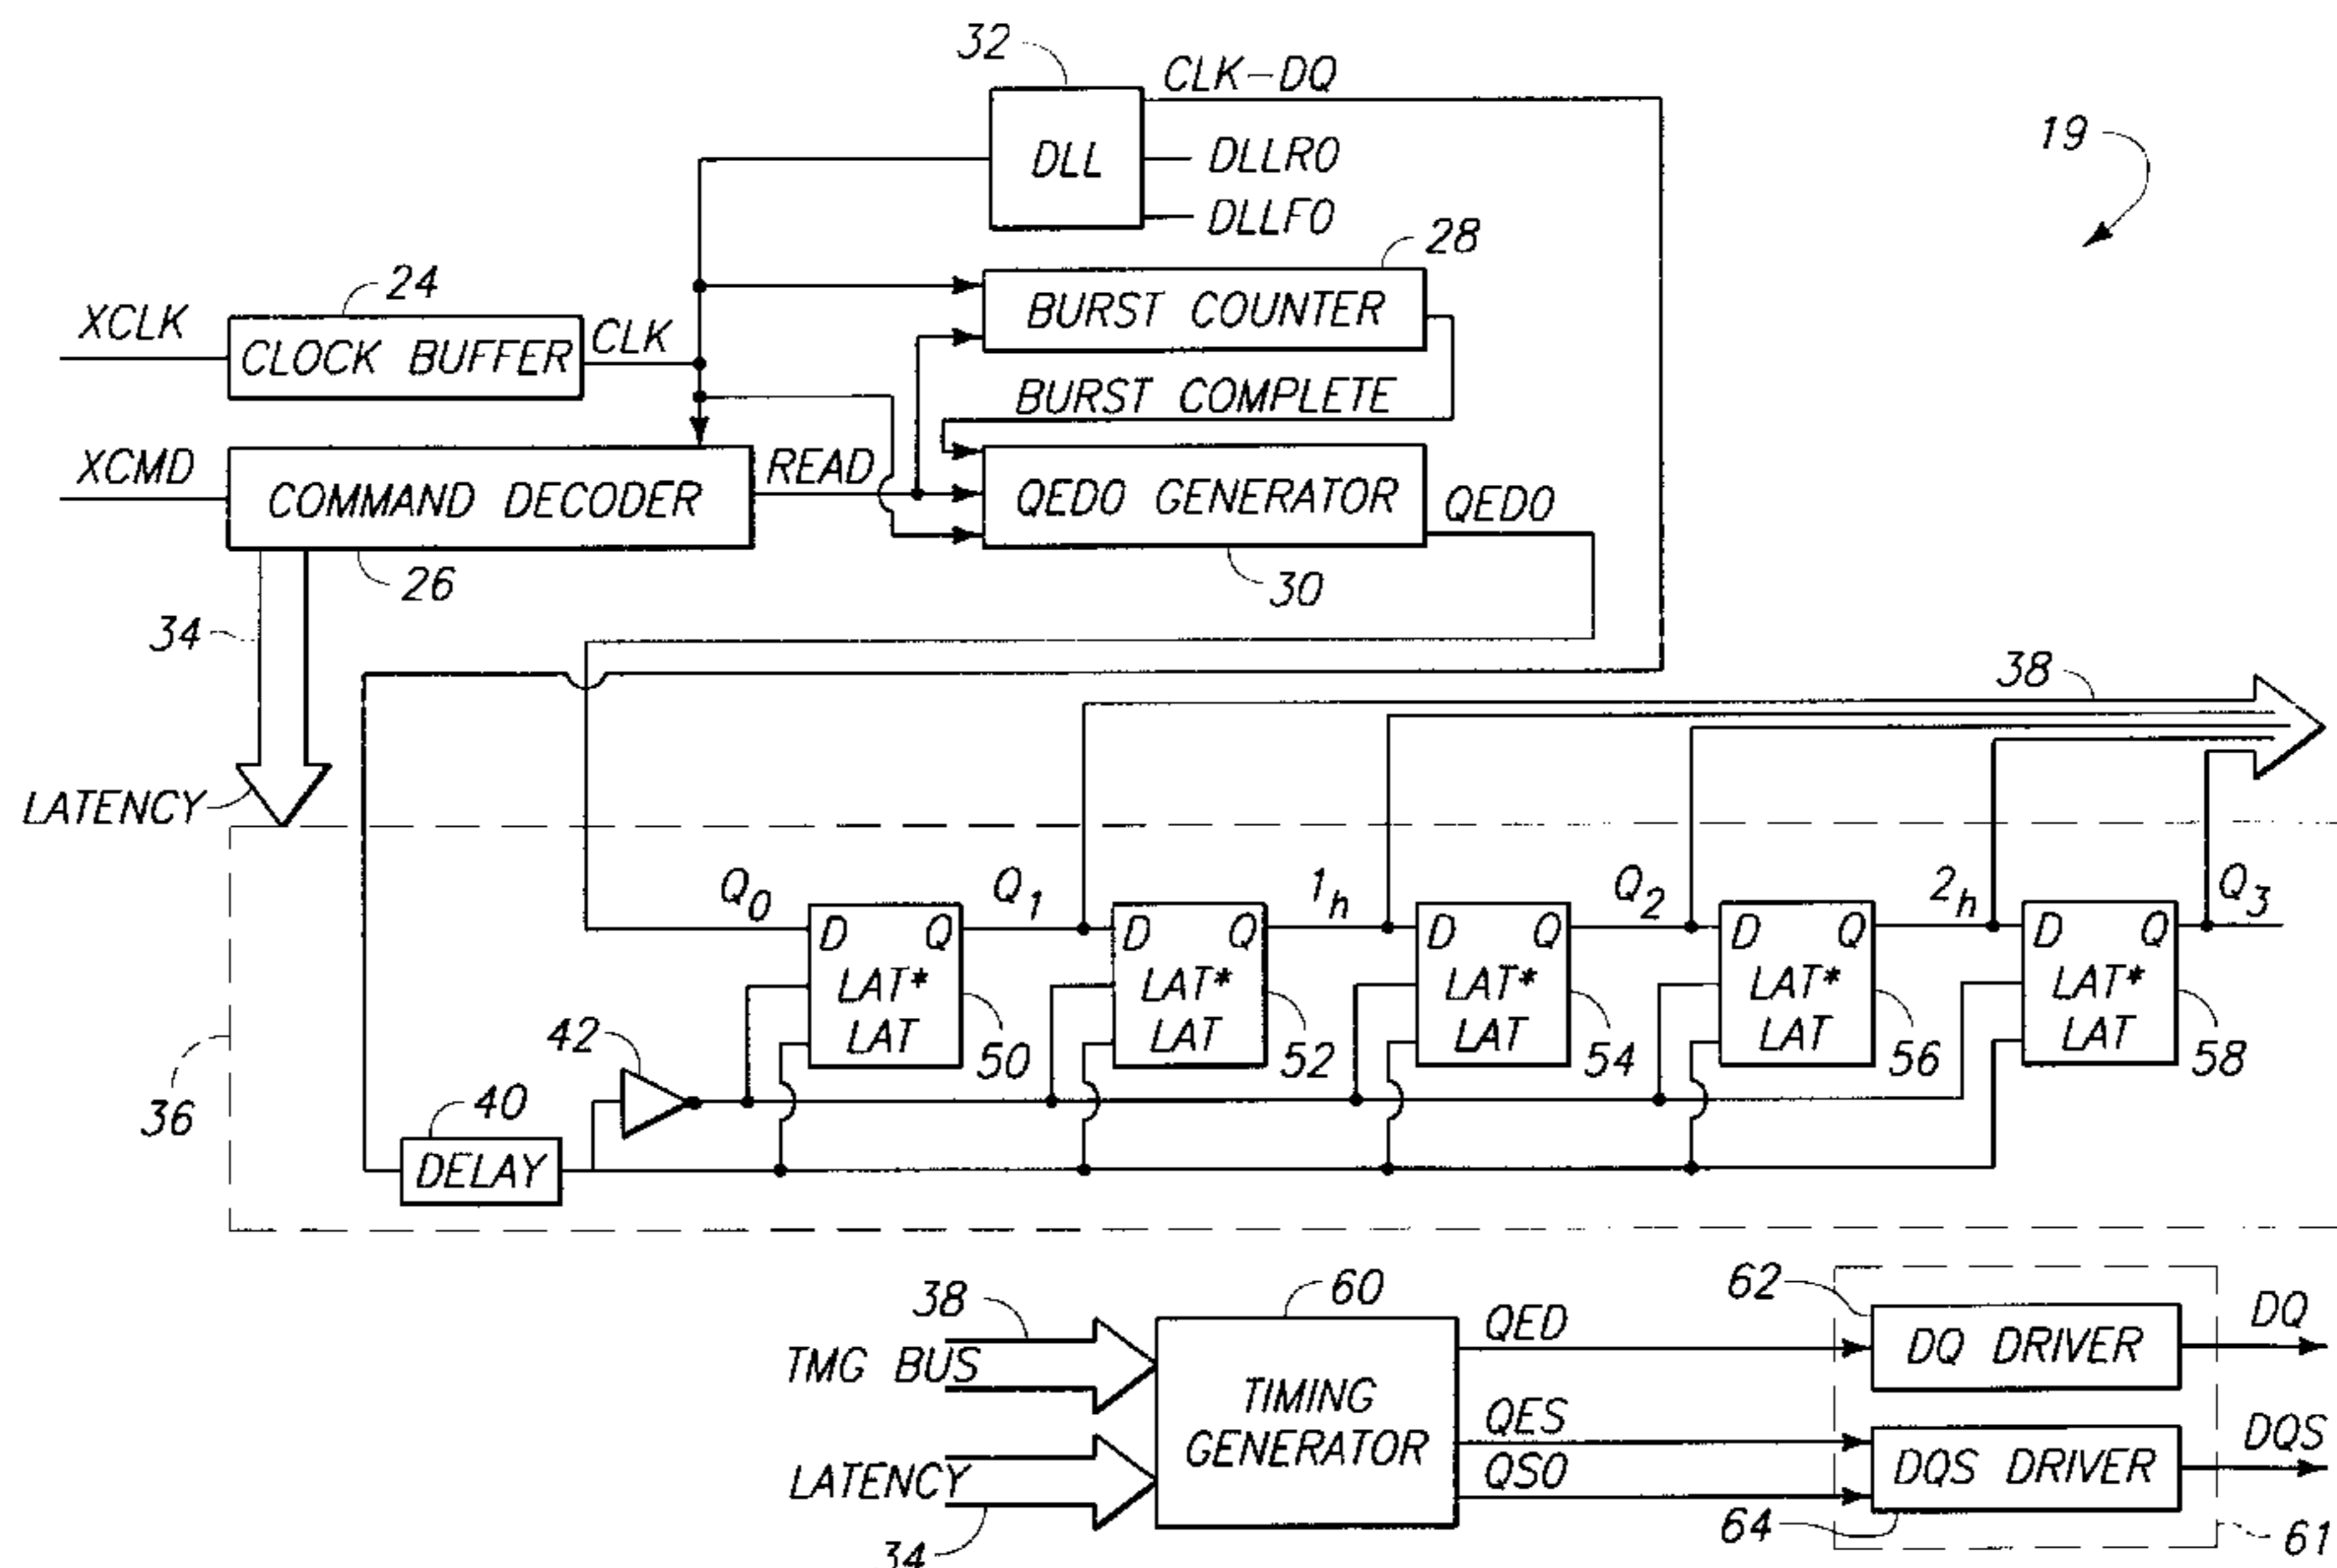 32
CLK-DQ
19
DLL
DLLR0
DLLF0
28
24
XCLK
CLOCK BUFFER
CLK
BURST COUNTER
BURST COMPLETE
XCMD
COMMAND DECODER
READ
QED0 GENERATOR
QED0
26
30
34
38
LATENCY
Q0
Q1
1h
Q2
2h
Q3
D Q
D Q
D Q
D Q
D Q
LAT*
LAT*
LAT*
LAT*
LAT*
LAT
LAT
LAT
LAT
LAT
42
50
52
54
56
58
36
40
DELAY
38
60
62
QED
DQ
TMG BUS
DQ DRIVER
TIMING
GENERATOR
QES
DQS
LATENCY
QSO
DQS DRIVER
34
64
61